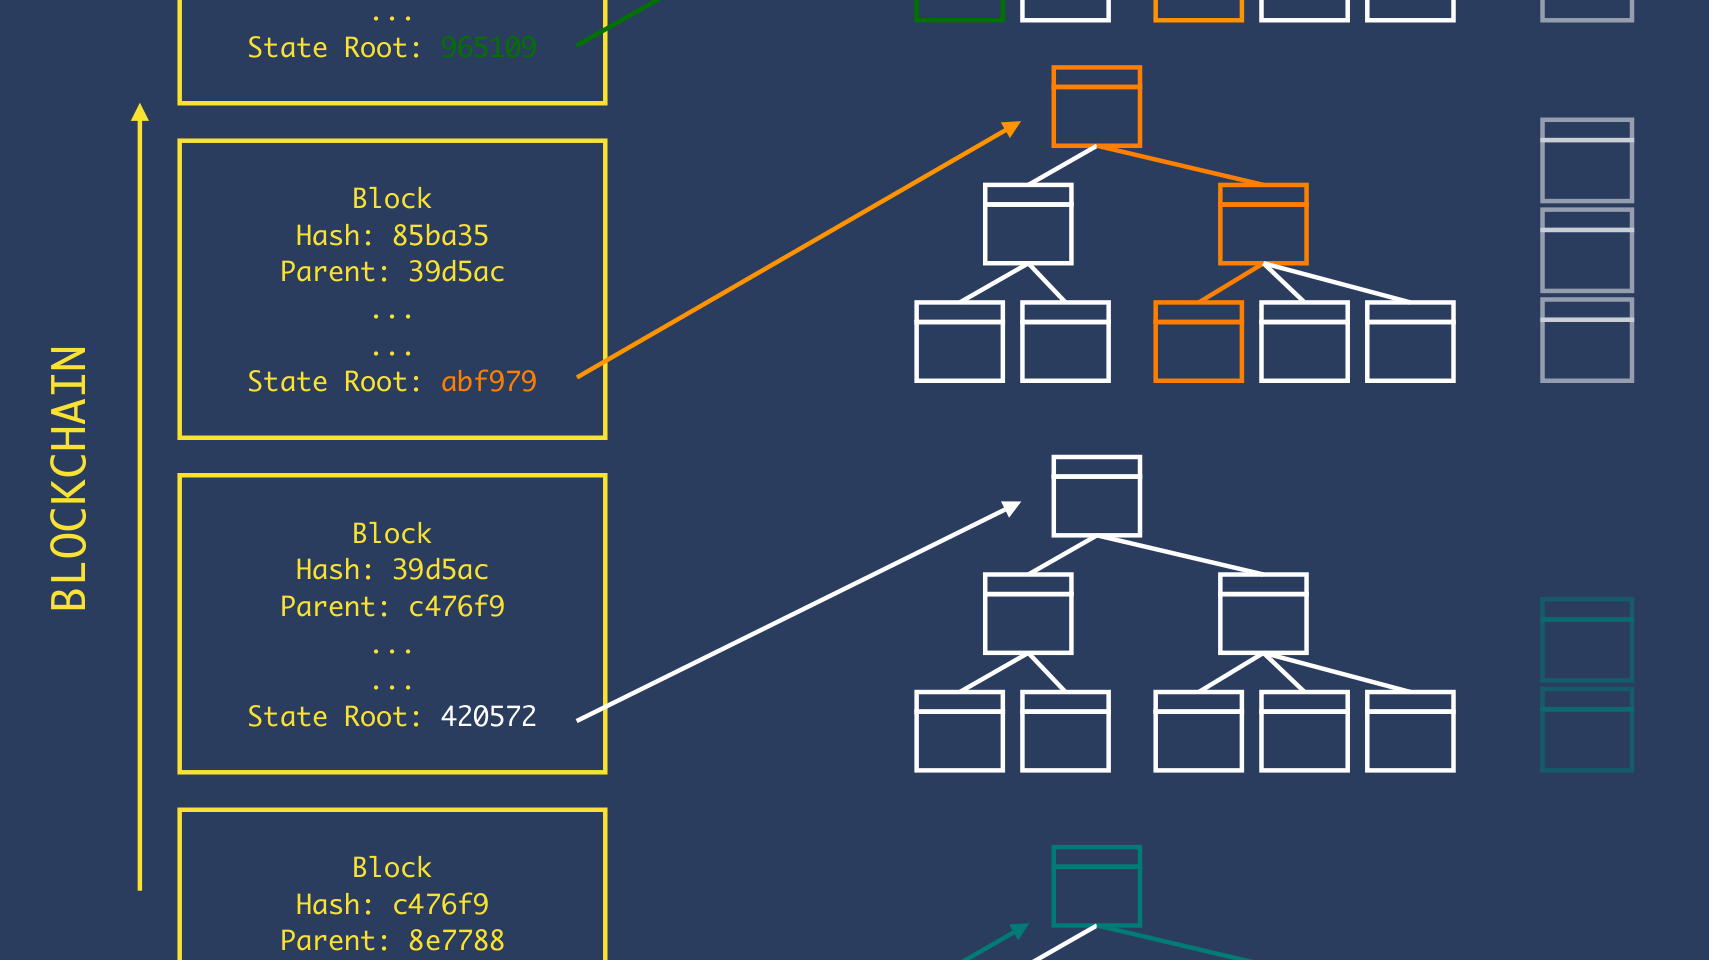 ...
State Root: 965109
Block
Hash: 85ba35
Parent: 39d5ac
...
...
State Root: abf979
BLOCKCHAIN
Block
Hash: 39d5ac
Parent: c476f9
...
...
State Root: 420572
Block
Hash: c476f9
Parent: 8e7788